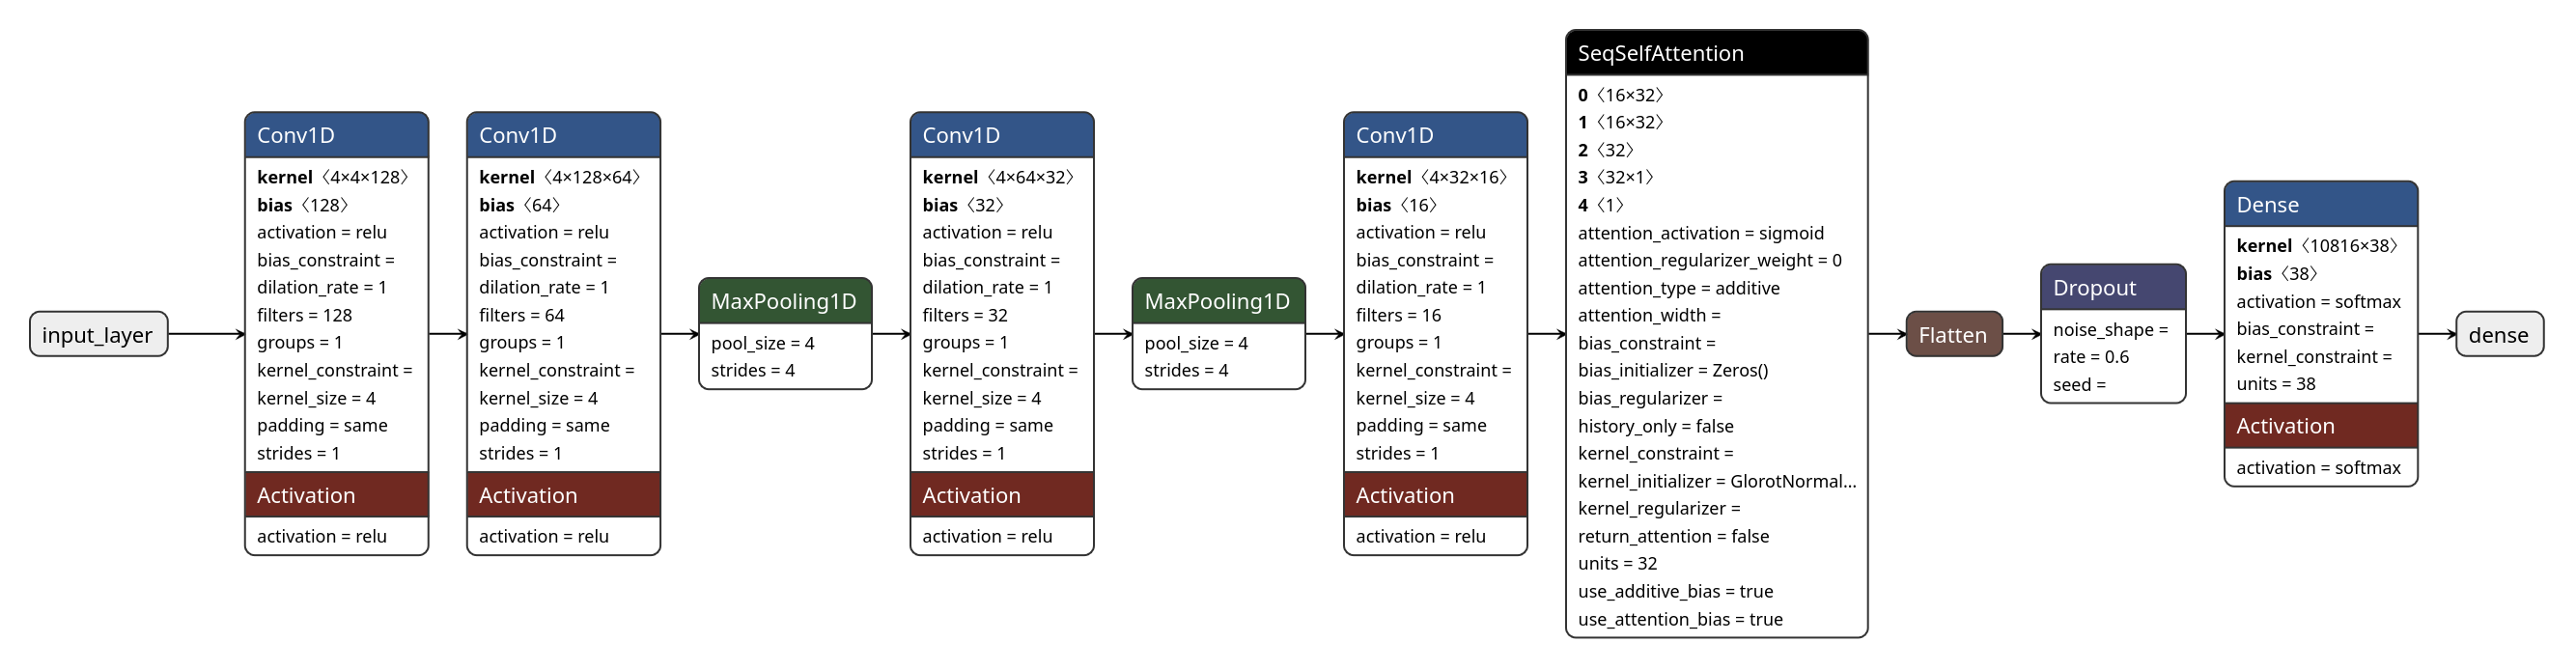 input_layer
Conv1D
kernel〈4×4×128〉
bias〈128〉
activation = relu
bias_constraint =
dilation_rate = 1
filters = 128
groups = 1
kernel_constraint =
kernel_size = 4
padding = same
strides = 1
Activation
activation = relu
Conv1D
kernel〈4×128×64〉
bias〈64〉
activation = relu
bias_constraint =
dilation_rate = 1
filters = 64
groups = 1
kernel_constraint =
kernel_size = 4
padding = same
strides = 1
Activation
activation = relu
MaxPooling1D
pool_size = 4
strides = 4
Conv1D
kernel〈4×64×32〉
bias〈32〉
activation = relu
bias_constraint =
dilation_rate = 1
filters = 32
groups = 1
kernel_constraint =
kernel_size = 4
padding = same
strides = 1
Activation
activation = relu
MaxPooling1D
pool_size = 4
strides = 4
Conv1D
kernel〈4×32×16〉
bias〈16〉
activation = relu
bias_constraint =
dilation_rate = 1
filters = 16
groups = 1
kernel_constraint =
kernel_size = 4
padding = same
strides = 1
Activation
activation = relu
SeqSelfAttention
0〈16×32〉
1〈16×32〉
2〈32〉
3〈32×1〉
4〈1〉
attention_activation = sigmoid
attention_regularizer_weight = 0
attention_type = additive
attention_width =
bias_constraint =
bias_initializer = Zeros()
bias_regularizer =
history_only = false
kernel_constraint =
kernel_initializer = GlorotNormal…
kernel_regularizer =
return_attention = false
units = 32
use_additive_bias = true
use_attention_bias = true
Flatten
Dropout
noise_shape =
rate = 0.6
seed =
Dense
kernel〈10816×38〉
bias〈38〉
activation = softmax
bias_constraint =
kernel_constraint =
units = 38
Activation
activation = softmax
dense